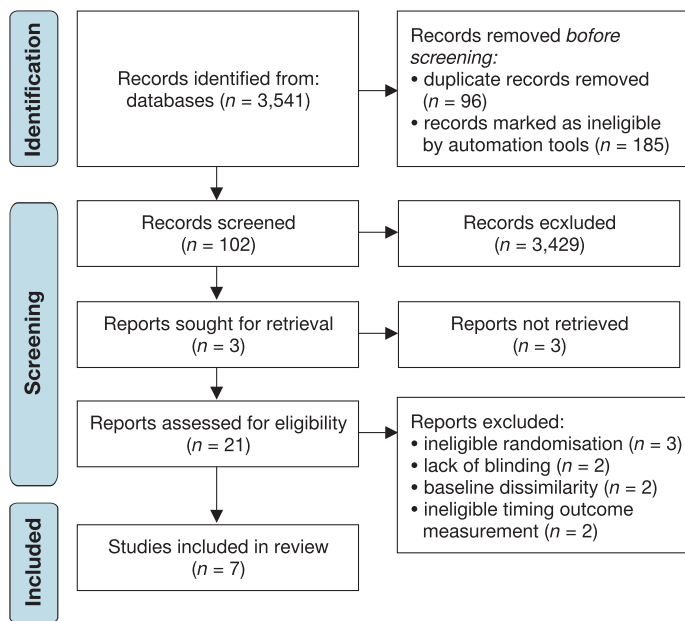 Identification
Records identified from:
databases (n = 3,541)
Records removed before
screening:
• duplicate records removed
(n = 96)
• records marked as ineligible
by automation tools (n = 185)
Screening
Records screened
(n = 102)
Records ecxluded
(n = 3,429)
Reports sought for retrieval
(n = 3)
Reports not retrieved
(n = 3)
Reports assessed for eligibility
(n = 21)
Reports excluded:
• ineligible randomisation (n = 3)
• lack of blinding (n = 2)
• baseline dissimilarity (n = 2)
• ineligible timing outcome
measurement (n = 2)
Included
Studies included in review
(n = 7)